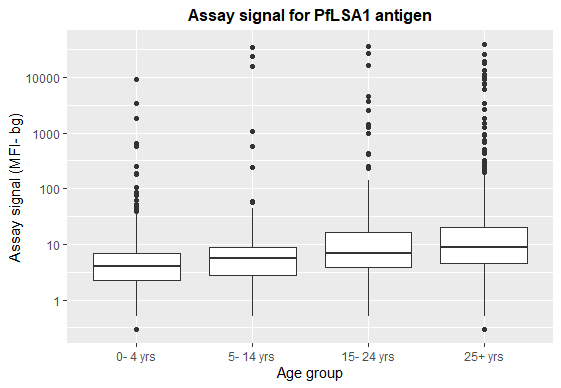 Assay signal for PfLSA1 antigen
Assay signal (MFI- bg)
10000
1000
100
10
1
0- 4 yrs 5- 14 yrs 15- 24 yrs 25+ yrs
Age group